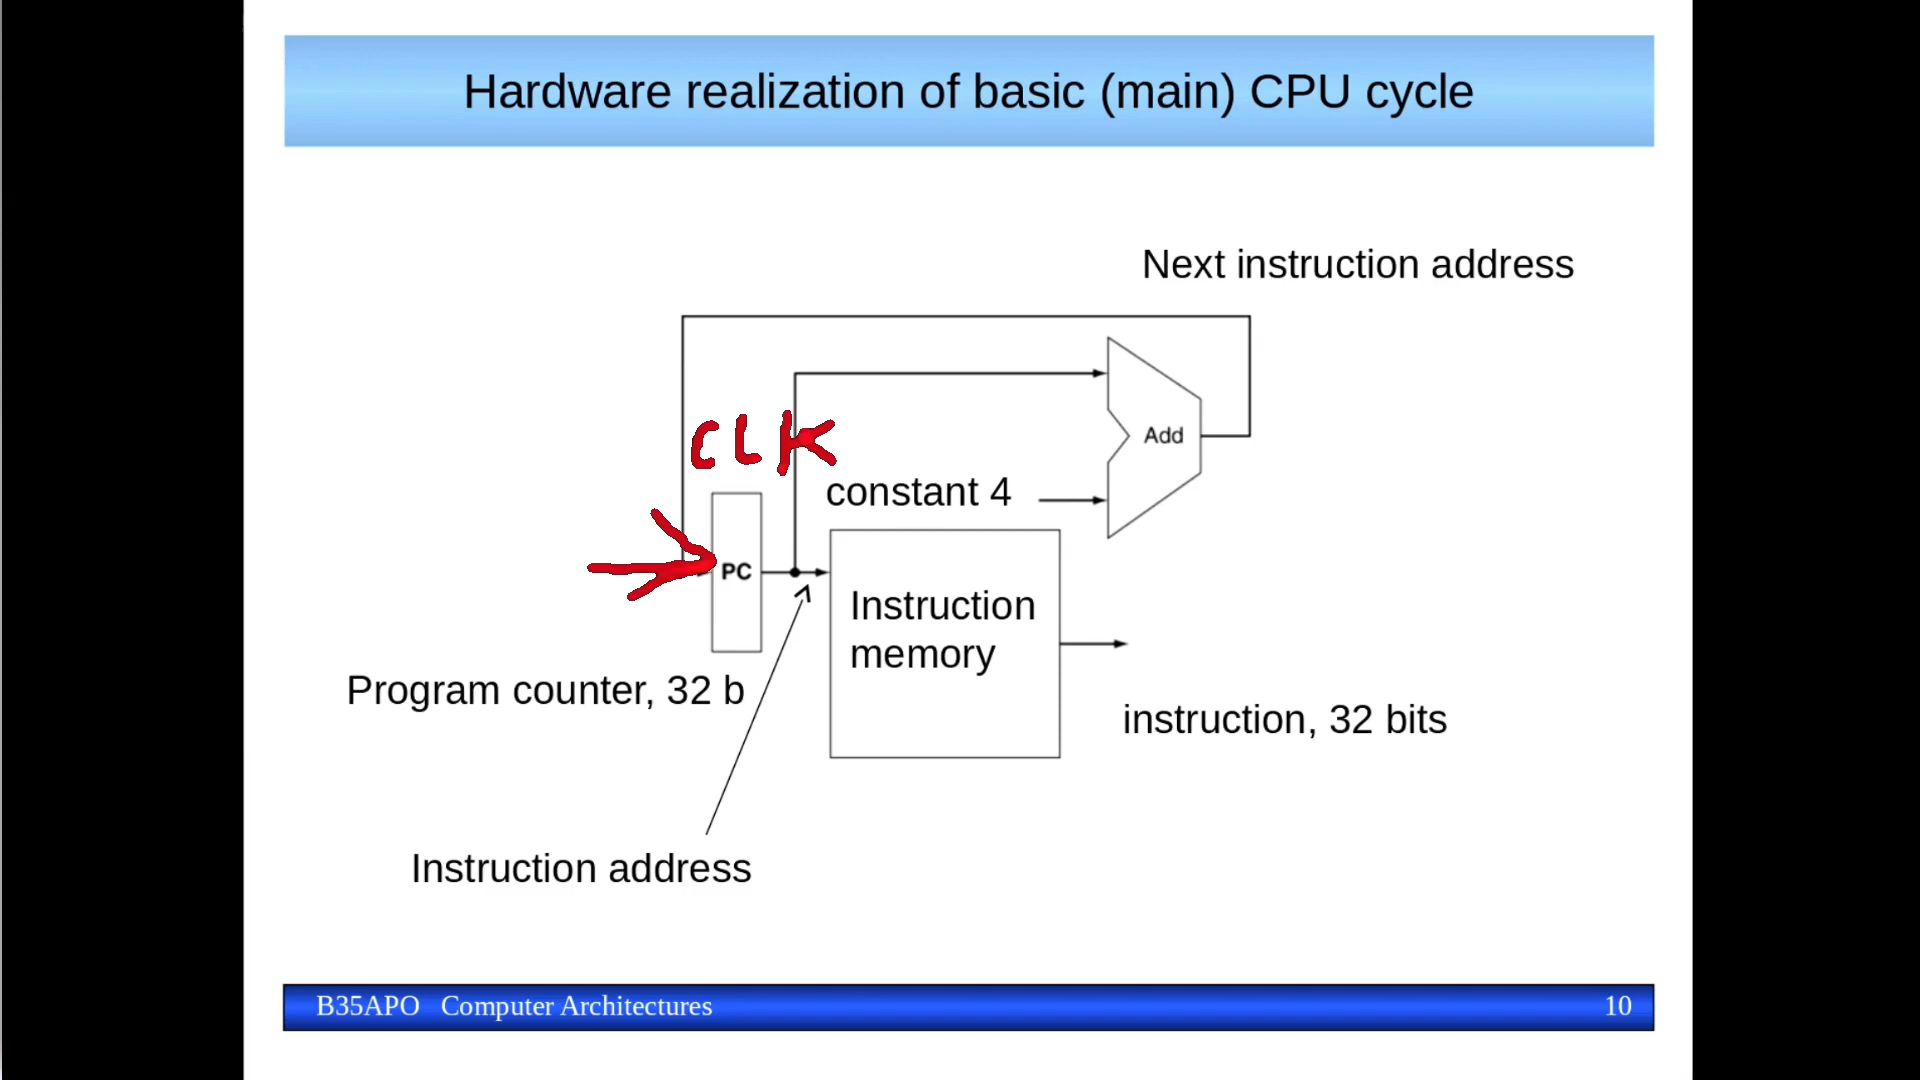 Hardware realization of basic (main) CPU cycle
Next instruction address
CLK
Add
constant 4
PC
Instruction
memory
Program counter, 32 b
instruction, 32 bits
Instruction address
B35APO Computer Architectures 10